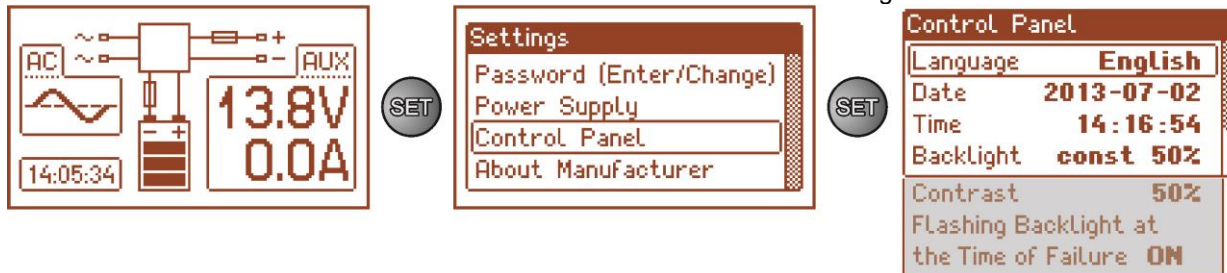 AC
AUX
13.8V
0.0A
14:05:34
SET
Settings
Password (Enter/Change)
Power Supply
Control Panel
About Manufacturer
SET
Control Panel
Language English
Date 2013-07-02
Time 14:16:54
Backlight const 50%
Contrast 50%
Flashing Backlight at
the Time of Failure ON